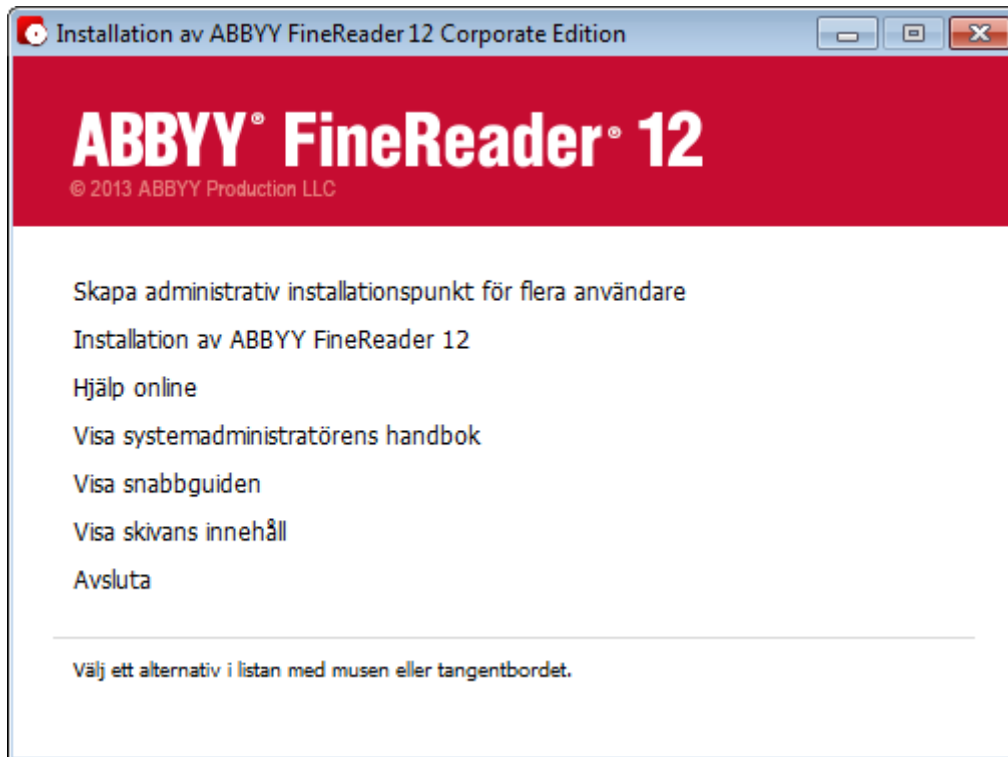 Installation av ABBYY FineReader 12 Corporate Edition
ABBYY® FineReader® 12
© 2013 ABBYY Production LLC
Skapa administrativ installationspunkt för flera användare
Installation av ABBYY FineReader 12
Hjälp online
Visa systemadministratörens handbok
Visa snabbguiden
Visa skivans innehåll
Avsluta
Välj ett alternativ i listan med musen eller tangentbordet.